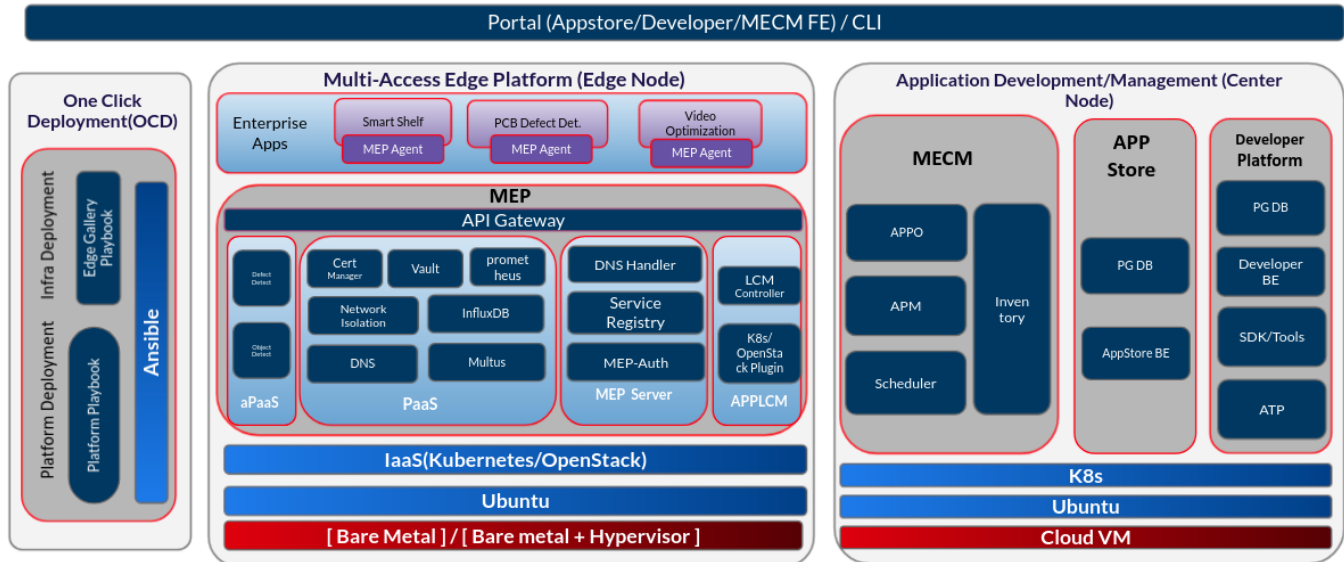 Portal (Appstore/Developer/MECM FE) / CLI
One Click
Deployment(OCD)
Infra Deployment
Edge Gallery
Playbook
Platform Deployment
Platform Playbook
Ansible
Multi-Access Edge Platform (Edge Node)
Enterprise
Apps
Smart Shelf
MEP Agent
PCB Defect Det.
MEP Agent
Video
Optimization
MEP Agent
MEP
API Gateway
Defect
Detect
Object
Detect
aPaaS
Cert
Manager
Vault
promet
heus
Network
Isolation
InfluxDB
DNS
Multus
PaaS
DNS Handler
Service
Registry
MEP-Auth
MEP Server
LCM
Controller
K8s/
OpenSta
ck Plugin
APPLCM
IaaS(Kubernetes/OpenStack)
Ubuntu
[ Bare Metal ] / [ Bare metal + Hypervisor ]
Application Development/Management (Center
Node)
MECM
APPO
APM
Scheduler
Inven
tory
APP
Store
PG DB
AppStore BE
Developer
Platform
PG DB
Developer
BE
SDK/Tools
ATP
K8s
Ubuntu
Cloud VM